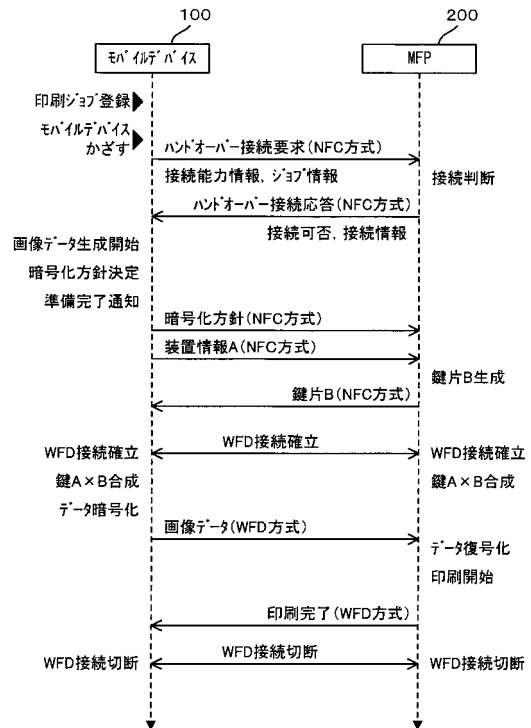 100
200
モバイルデバイス
MFP
印刷ジョブ登録
モバイルデバイス
かざす
ハンドオーバー接続要求(NFC方式)
接続能力情報, ジョブ情報
接続判断
ハンドオーバー接続応答(NFC方式)
接続可否, 接続情報
画像データ生成開始
暗号化方針決定
準備完了通知
暗号化方針(NFC方式)
装置情報A(NFC方式)
鍵片B生成
鍵片B(NFC方式)
WFD接続確立
WFD接続確立
WFD接続確立
鍵A×B合成
鍵A×B合成
データ暗号化
画像データ(WFD方式)
データ復号化
印刷開始
印刷完了(WFD方式)
WFD接続切断
WFD接続切断
WFD接続切断